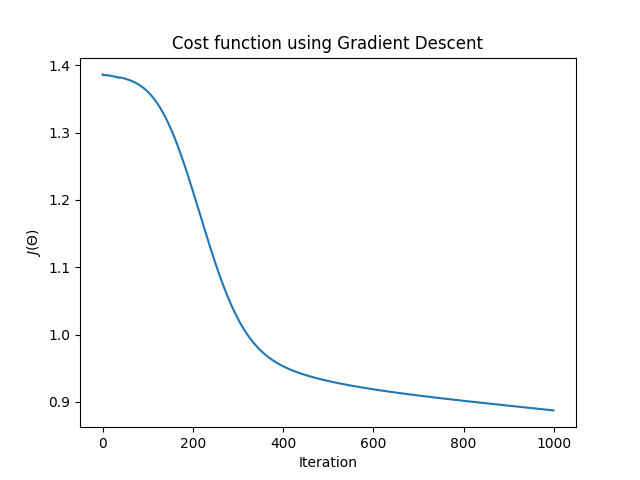 Cost function using Gradient Descent
1.4
1.3
1.2
1.1
1.0
0.9
J(Θ)
0 200 400 600 800 1000
Iteration